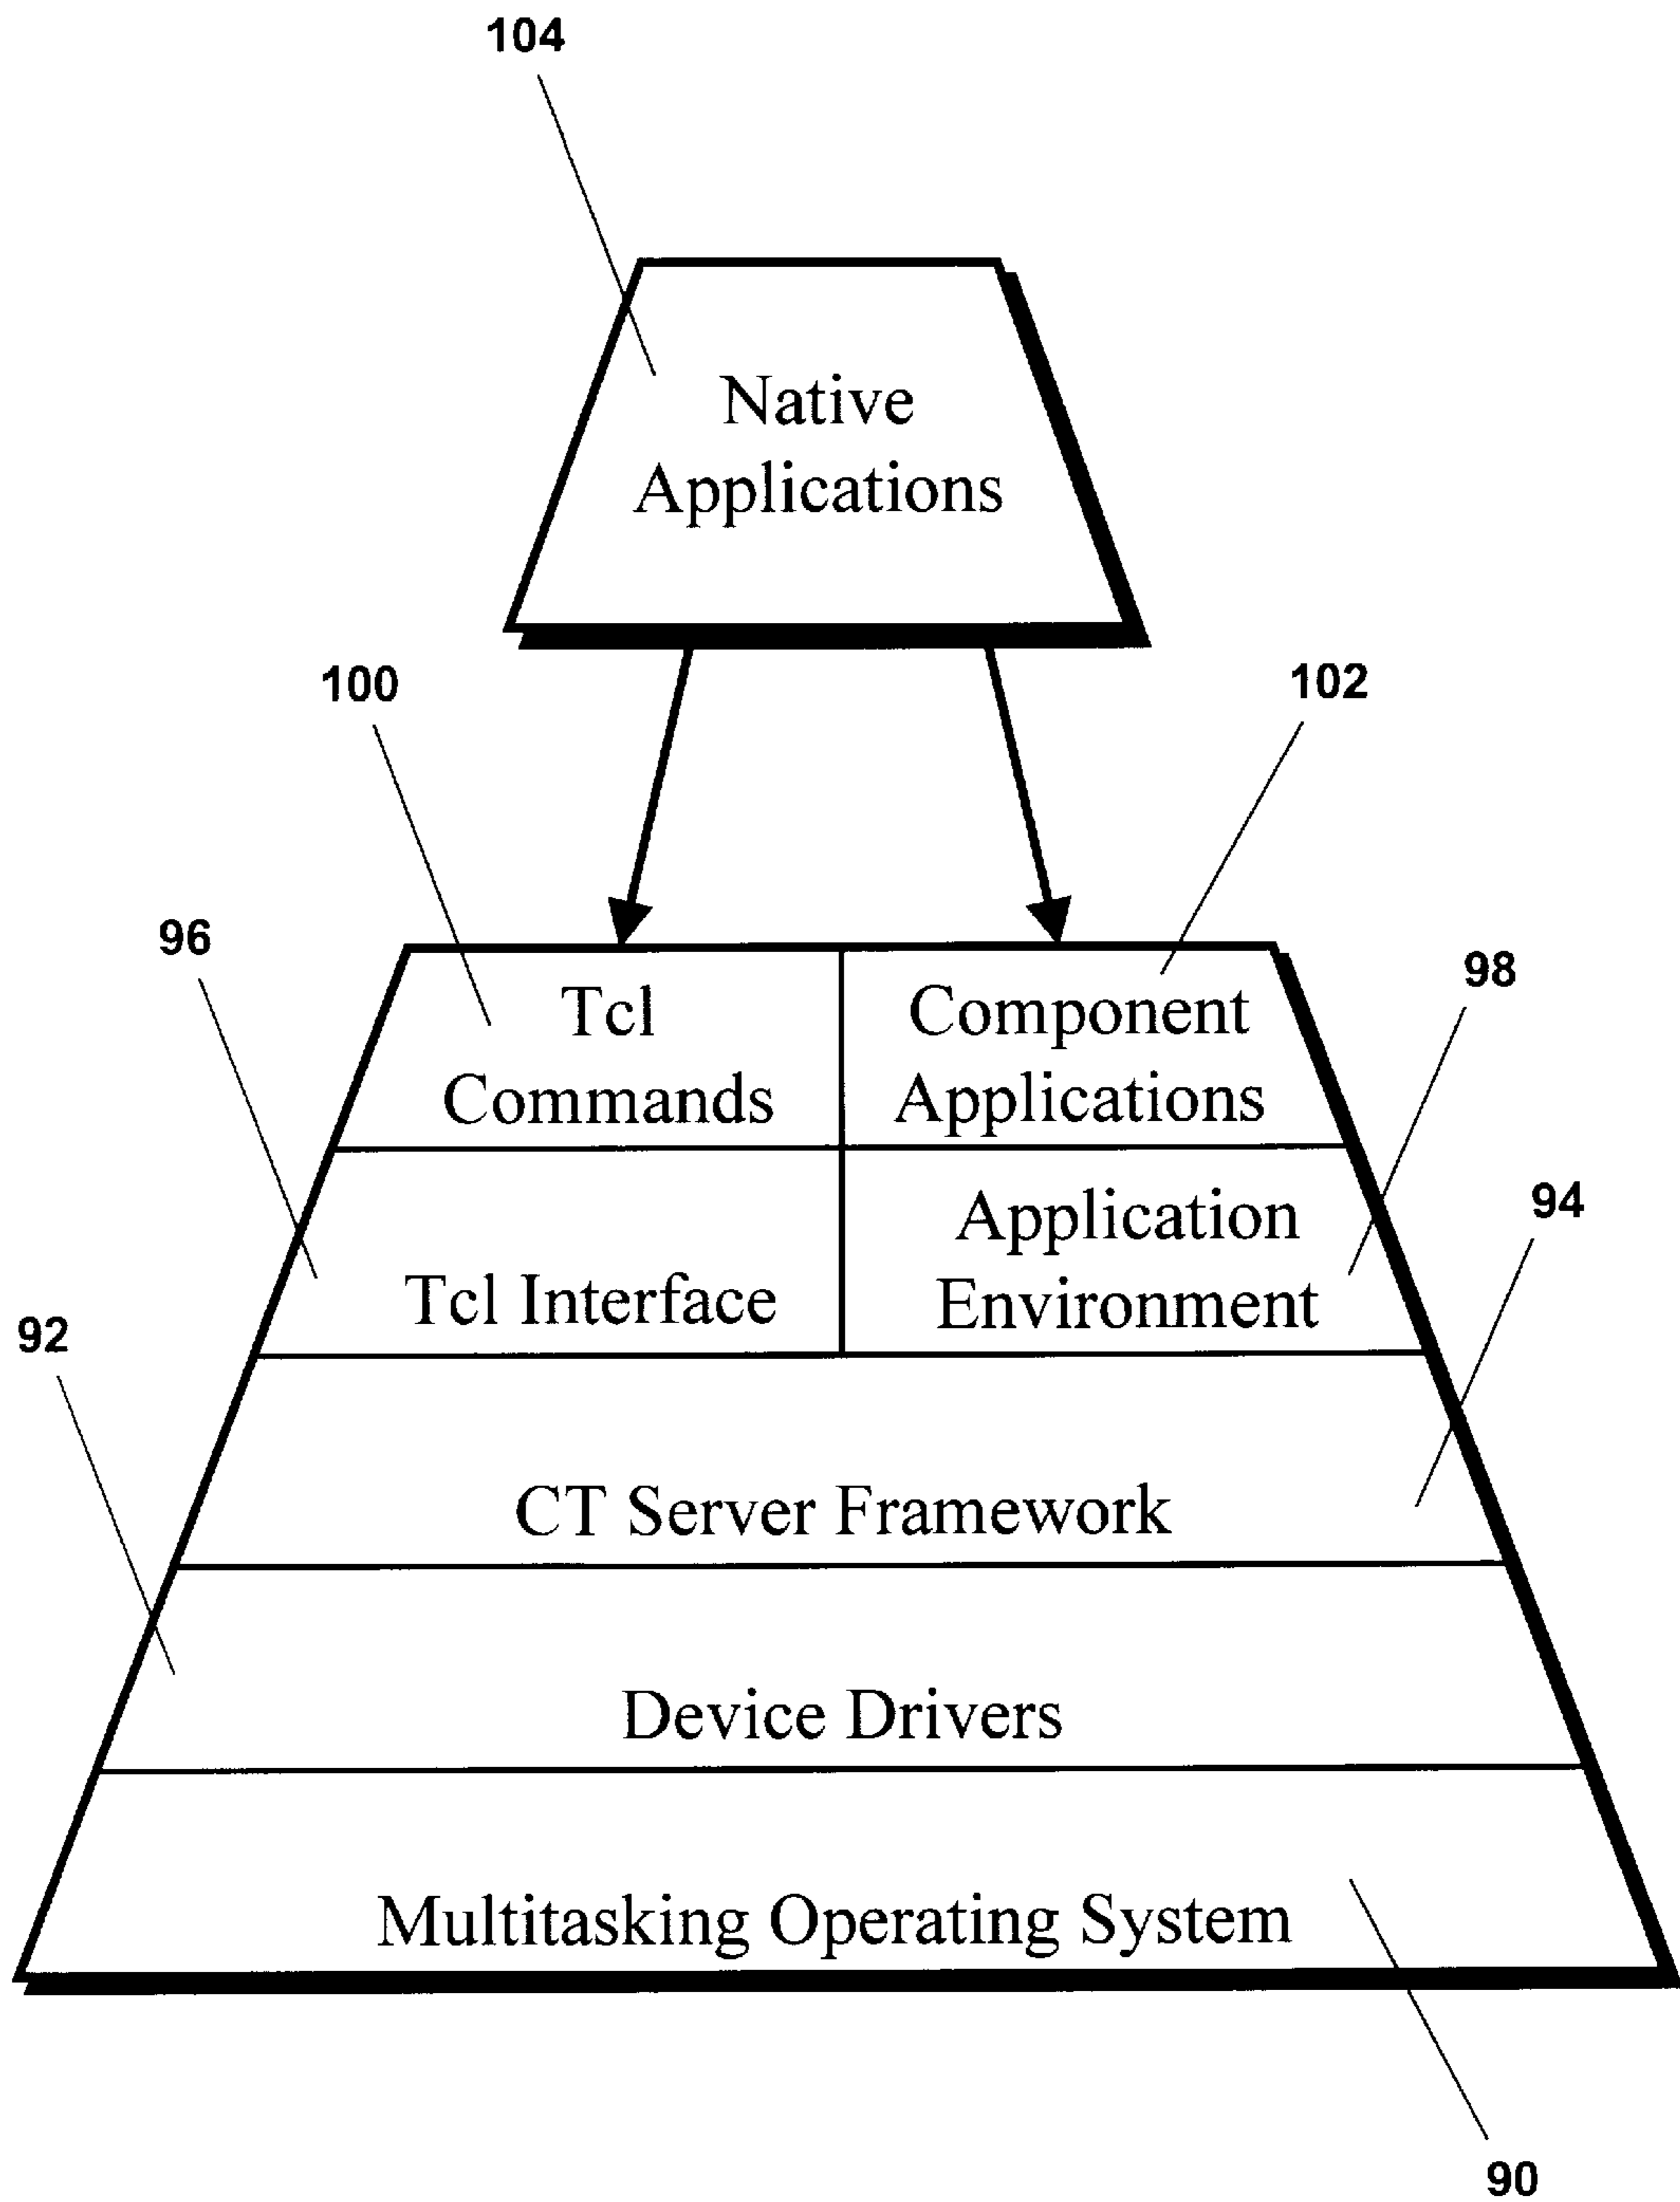 104
Native
Applications
100
102
96
98
Tcl
Commands
Component
Applications
94
Tcl Interface
Application
Environment
92
CT Server Framework
Device Drivers
Multitasking Operating System
90